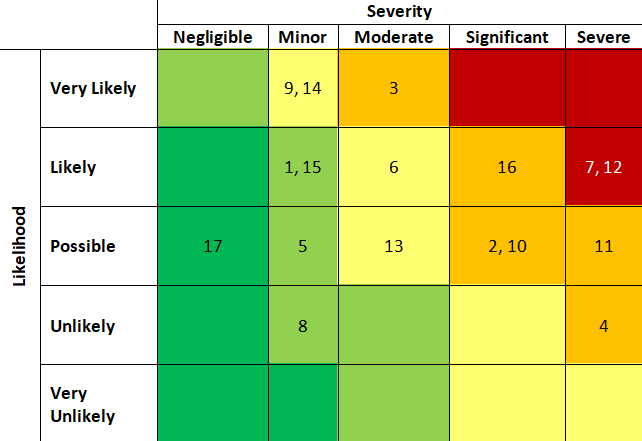 Severity
Negligible Minor Moderate Significant Severe
Likelihood
Very Likely 9, 14 3
Likely 1, 15 6 16 7, 12
Possible 17 5 13 2, 10 11
Unlikely 8 4
Very
Unlikely